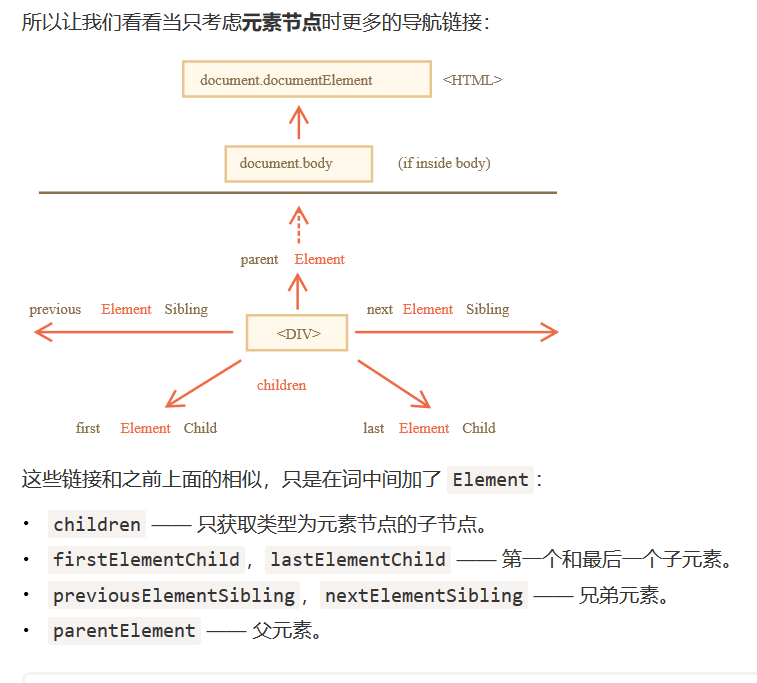 所以让我们看看当只考虑元素节点时更多的导航链接：
document.documentElement <HTML>
document.body (if inside body)
parent Element
previous Element Sibling next Element Sibling
<DIV>
children
first Element Child last Element Child
这些链接和之前上面的相似，只是在词中间加了 Element：
• children —— 只获取类型为元素节点的子节点。
• firstElementChild，lastElementChild —— 第一个和最后一个子元素。
• previousElementSibling，nextElementSibling —— 兄弟元素。
• parentElement —— 父元素。